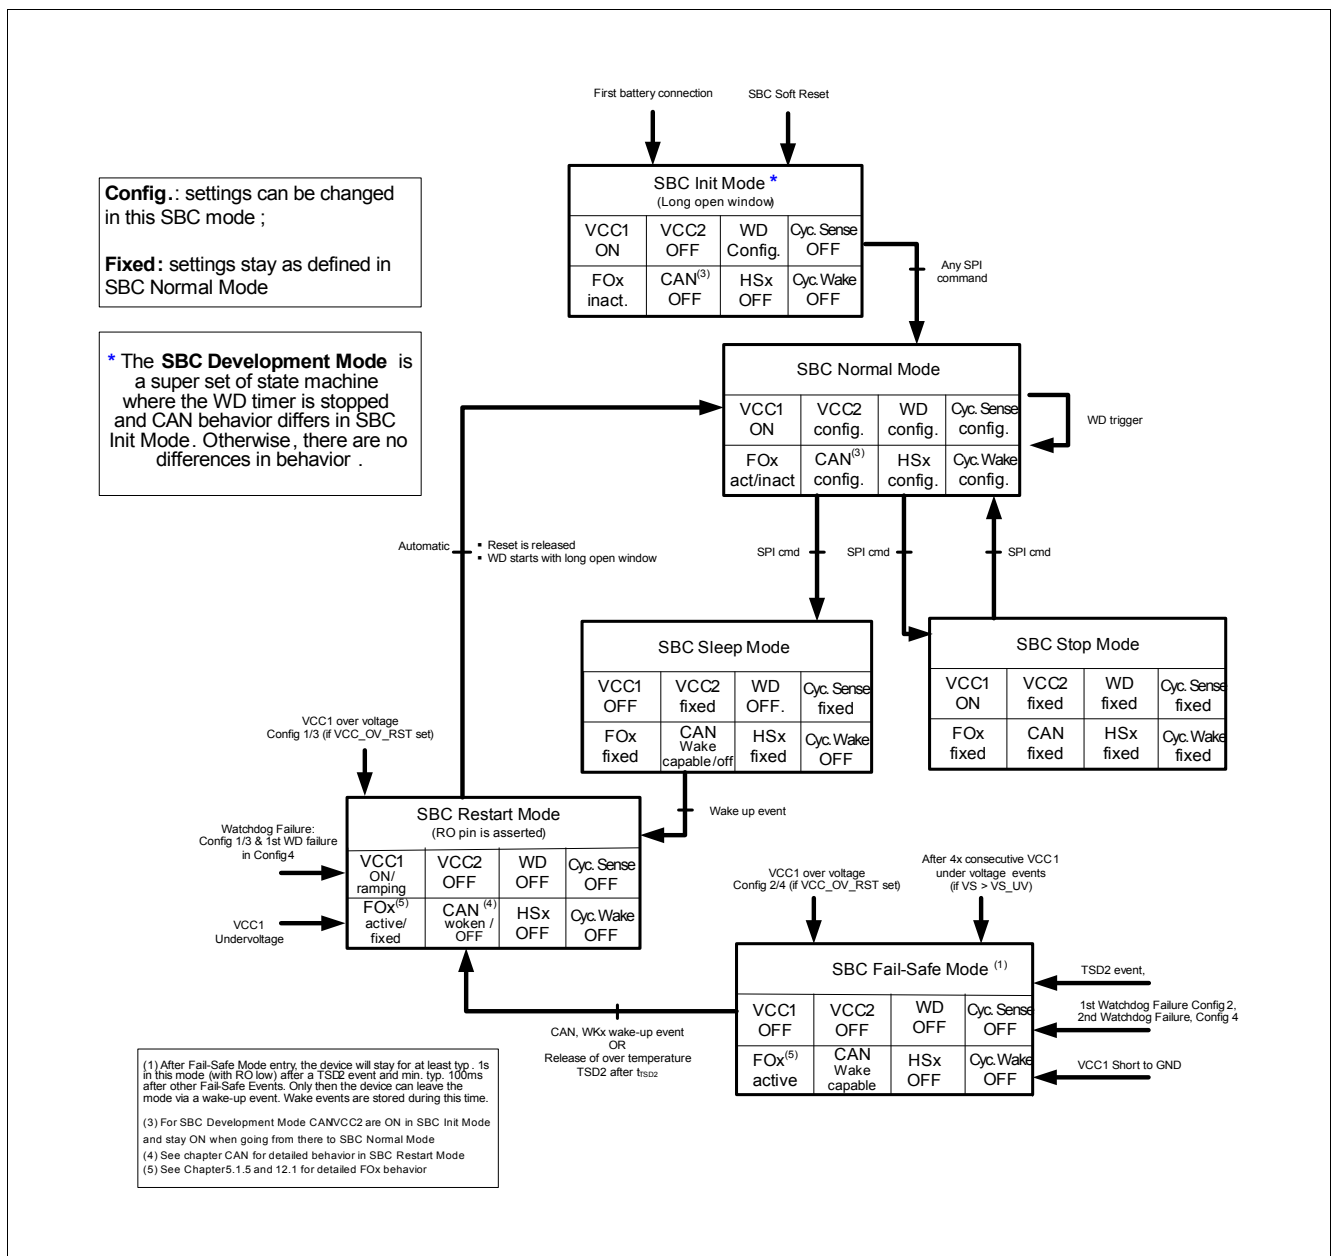 First battery connection
SBC Soft Reset
SBC Init Mode *
(Long open window)
VCC1 ON
VCC2 OFF
WD Config.
Cyc. Sense OFF
FOx inact.
CAN(3) OFF
HSx OFF
Cyc. Wake OFF
Config.: settings can be changed
in this SBC mode ;
Fixed: settings stay as defined in
SBC Normal Mode
Any SPI
command
* The SBC Development Mode is
a super set of state machine
where the WD timer is stopped
and CAN behavior differs in SBC
Init Mode. Otherwise, there are no
differences in behavior .
SBC Normal Mode
VCC1 ON
VCC2 config.
WD config.
Cyc. Sense config.
FOx act/inact
CAN(3) config.
HSx config.
Cyc. Wake config.
WD trigger
Automatic
▪ Reset is released
▪ WD starts with long open window
SPI cmd
SPI cmd
SPI cmd
SBC Sleep Mode
VCC1 OFF
VCC2 fixed
WD OFF.
Cyc. Sense fixed
FOx fixed
CAN Wake capable /off
HSx fixed
Cyc. Wake OFF
SBC Stop Mode
VCC1 ON
VCC2 fixed
WD fixed
Cyc. Sense fixed
FOx fixed
CAN fixed
HSx fixed
Cyc. Wake fixed
VCC1 over voltage
Config 1/3 (if VCC_OV_RST set)
Wake up event
SBC Restart Mode
(RO pin is asserted)
VCC1 ON/ ramping
VCC2 OFF
WD OFF
Cyc. Sense OFF
FOx(5) active/ fixed
CAN (4) woken / OFF
HSx OFF
Cyc. Wake OFF
Watchdog Failure:
Config 1/3 & 1st WD failure
in Config4
VCC1
Undervoltage
VCC1 over voltage
Config 2/4 (if VCC_OV_RST set)
After 4x consecutive VCC1
under voltage events
(if VS > VS_UV)
SBC Fail-Safe Mode (1)
VCC1 OFF
VCC2 OFF
WD OFF
Cyc. Sense OFF
FOx(5) active
CAN Wake capable
HSx OFF
Cyc. Wake OFF
TSD2 event,
1st Watchdog Failure Config 2,
2nd Watchdog Failure, Config 4
VCC1 Short to GND
CAN, WKx wake-up event
OR
Release of over temperature
TSD2 after tTSD2
(1) After Fail-Safe Mode entry, the device will stay for at least typ. 1s
in this mode (with RO low) after a TSD2 event and min. typ. 100ms
after other Fail-Safe Events. Only then the device can leave the
mode via a wake-up event. Wake events are stored during this time.
(3) For SBC Development Mode CAN/VCC2 are ON in SBC Init Mode
and stay ON when going from there to SBC Normal Mode
(4) See chapter CAN for detailed behavior in SBC Restart Mode
(5) See Chapter 5.1.5 and 12.1 for detailed FOx behavior